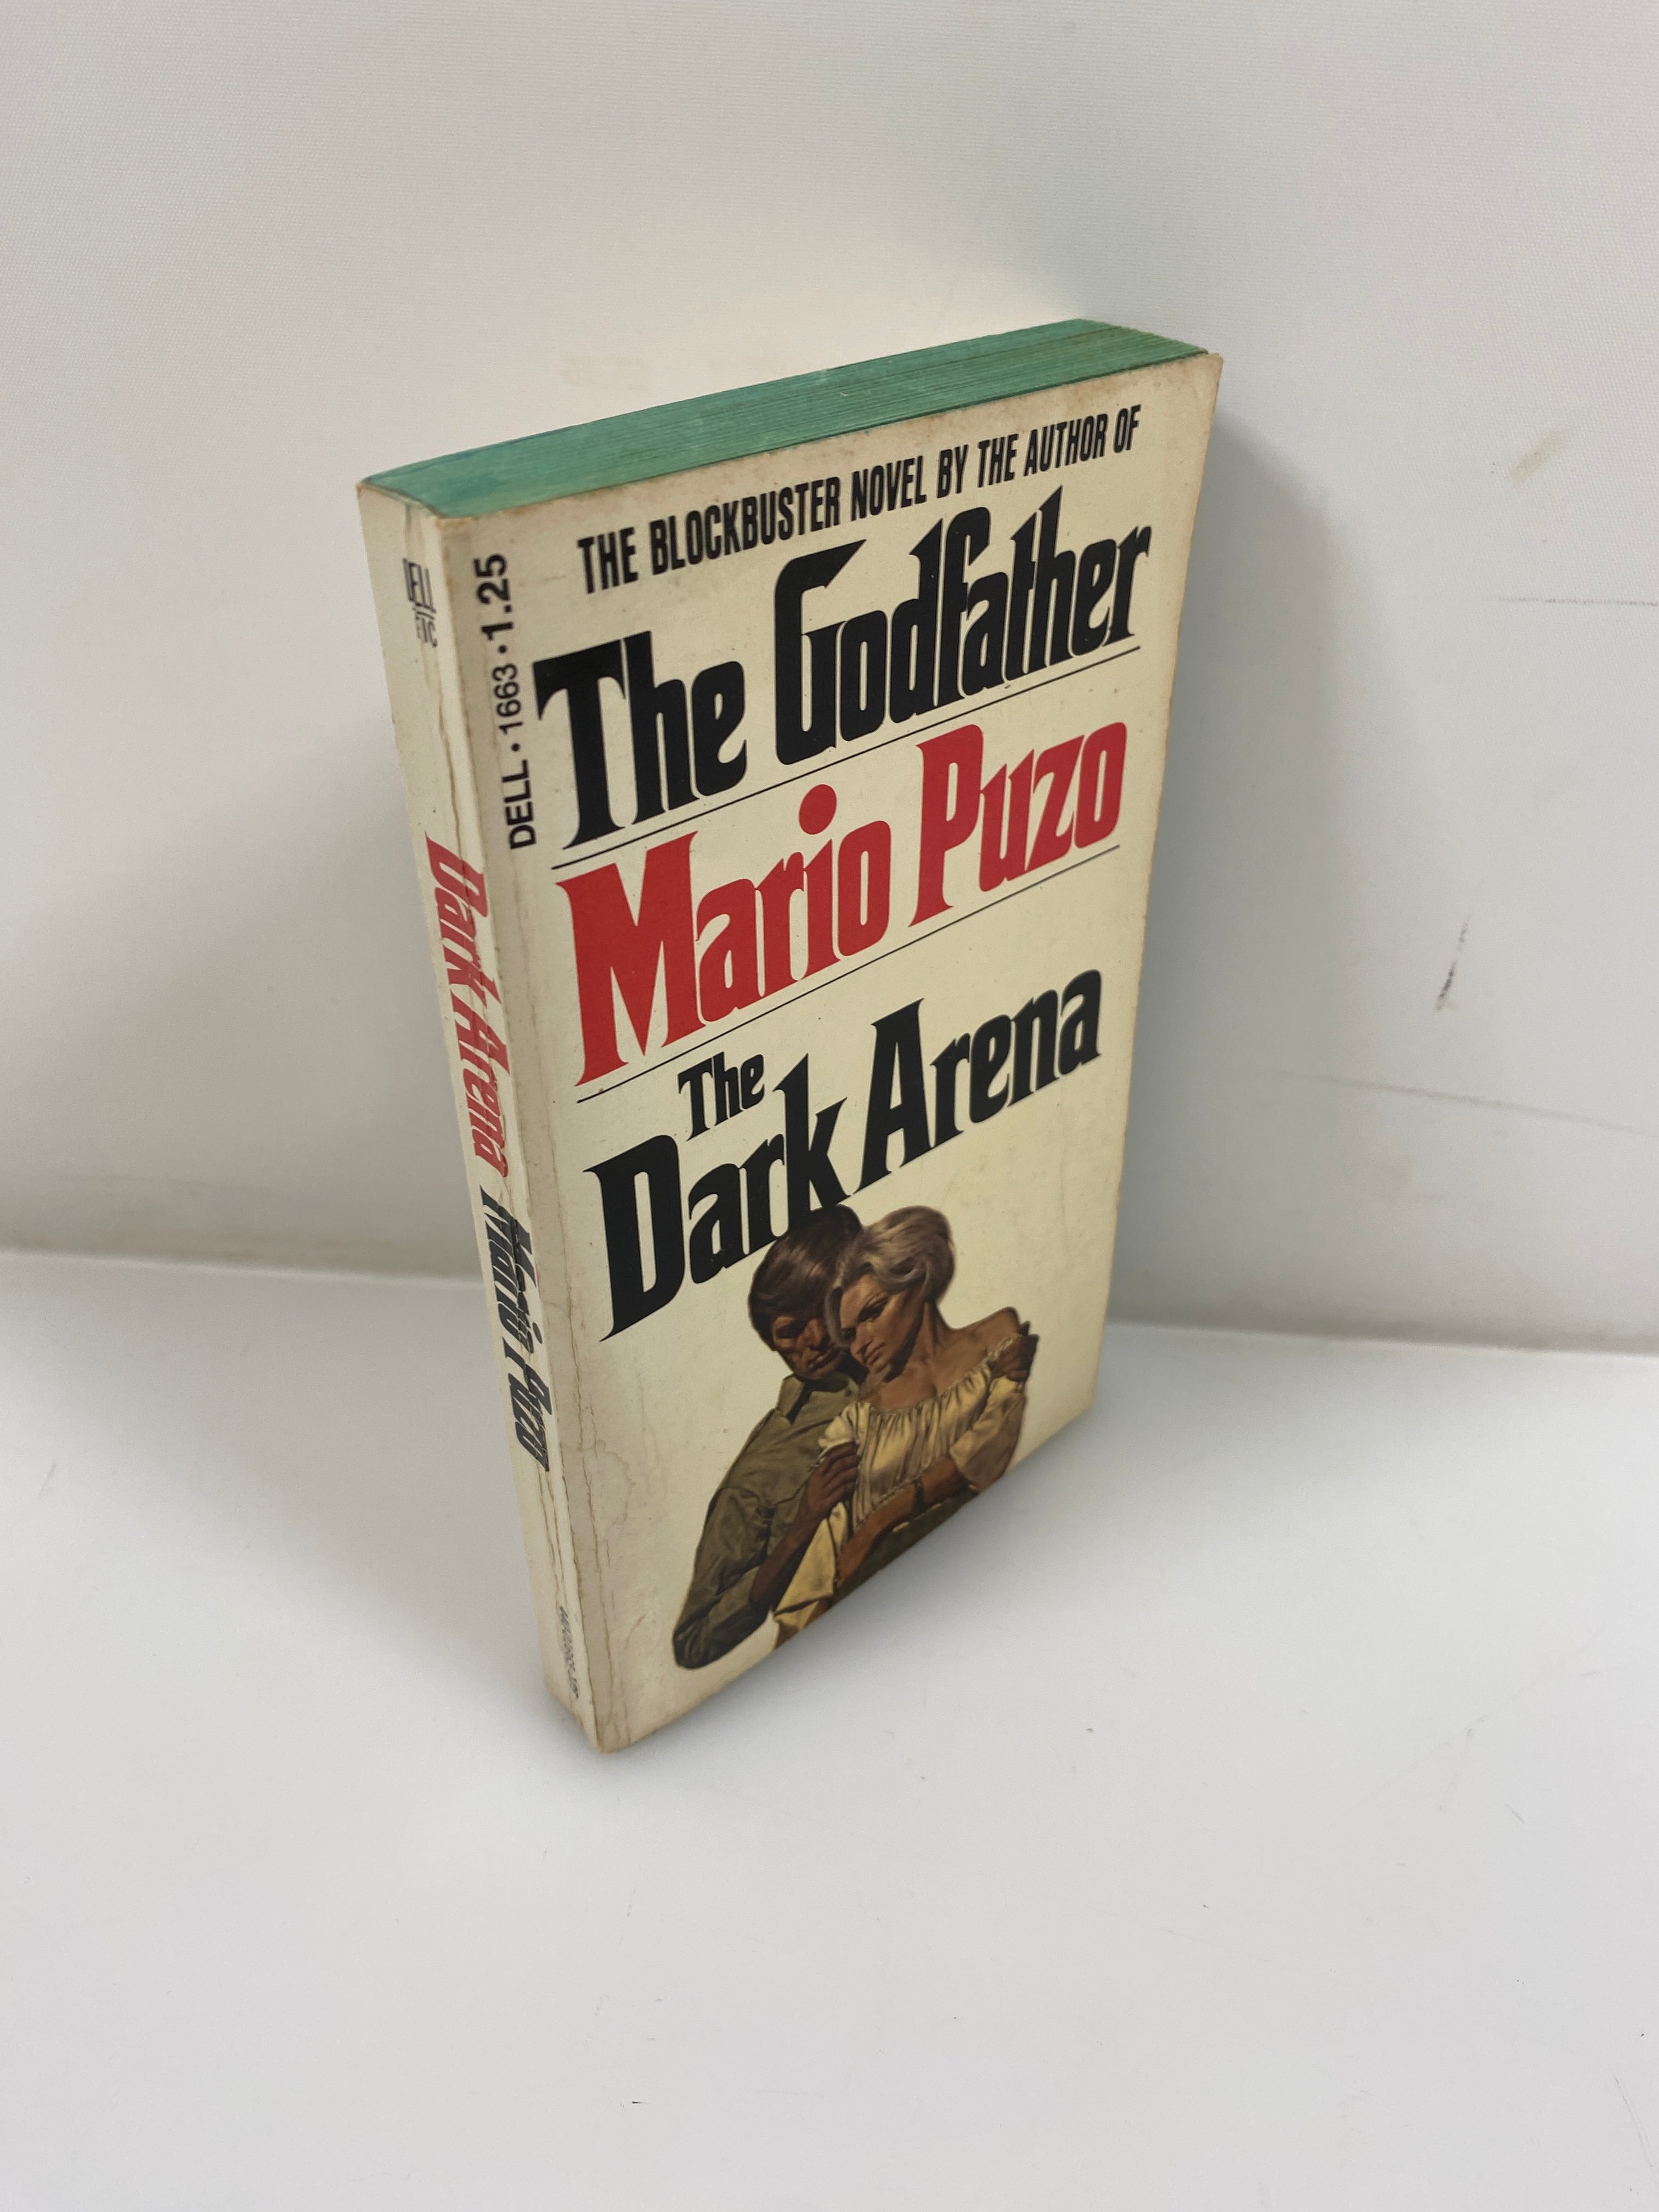 THE BLOCKBUSTER NOVEL BY THE AUTHOR OF
The Godfather
Mario Puzo
The
Dark Arena
DELL • 1663 • 1.25
DELL
Dark Arena Mario Puzo